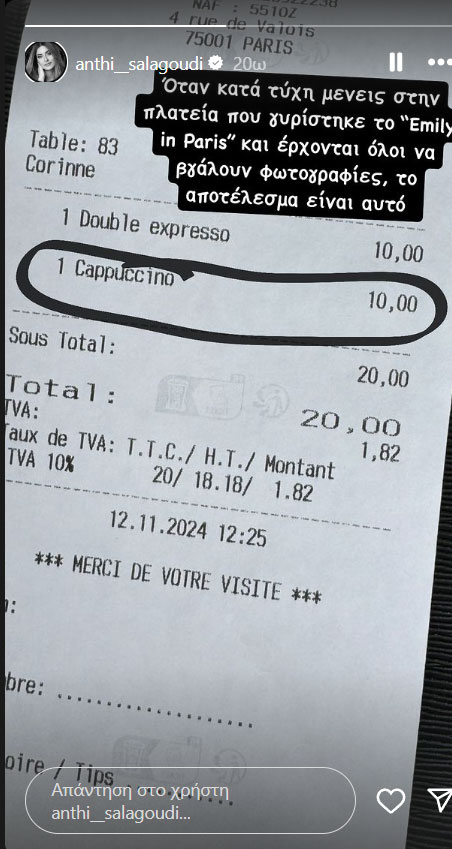 NAF : 5510Z
4 rue de Valois
75001 PARIS
anthi__salagoudi 20ω
Όταν κατά τύχη μενεις στην
πλατεία που γυρίστηκε το "Emily
in Paris" και έρχονται όλοι να
βγάλουν φωτογραφίες, το
αποτέλεσμα είναι αυτό
Table: 83
Corinne
1 Double expresso 10,00
1 Cappuccino 10,00
Sous Total: 20,00
Total: 20,00
TVA: 1,82
Taux de TVA: T.T.C./ H.T./ Montant
TVA 10% 20/ 18.18/ 1.82
12.11.2024 12:25
*** MERCI DE VOTRE VISITE ***
bre: ....................
oire / Tips
Απάντηση στο χρήστη
anthi__salagoudi...